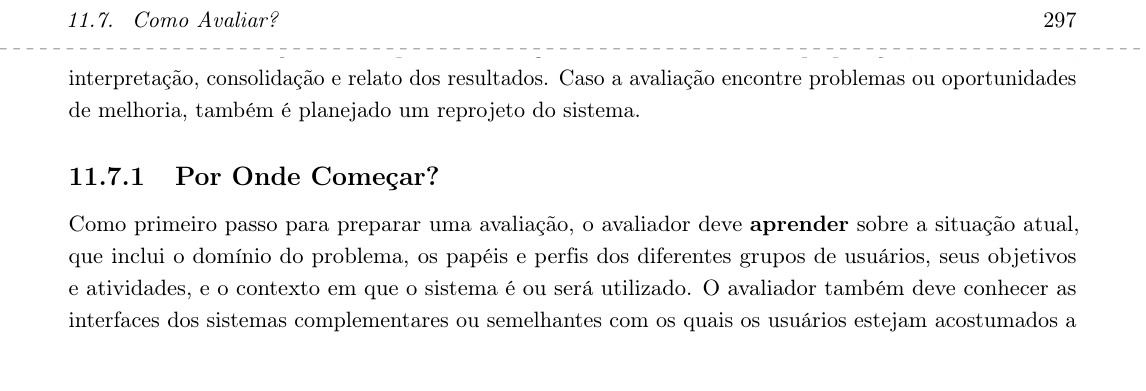 11.7. Como Avaliar? 297
interpretação, consolidação e relato dos resultados. Caso a avaliação encontre problemas ou oportunidades
de melhoria, também é planejado um reprojeto do sistema.
11.7.1 Por Onde Começar?
Como primeiro passo para preparar uma avaliação, o avaliador deve aprender sobre a situação atual,
que inclui o domínio do problema, os papéis e perfis dos diferentes grupos de usuários, seus objetivos
e atividades, e o contexto em que o sistema é ou será utilizado. O avaliador também deve conhecer as
interfaces dos sistemas complementares ou semelhantes com os quais os usuários estejam acostumados a